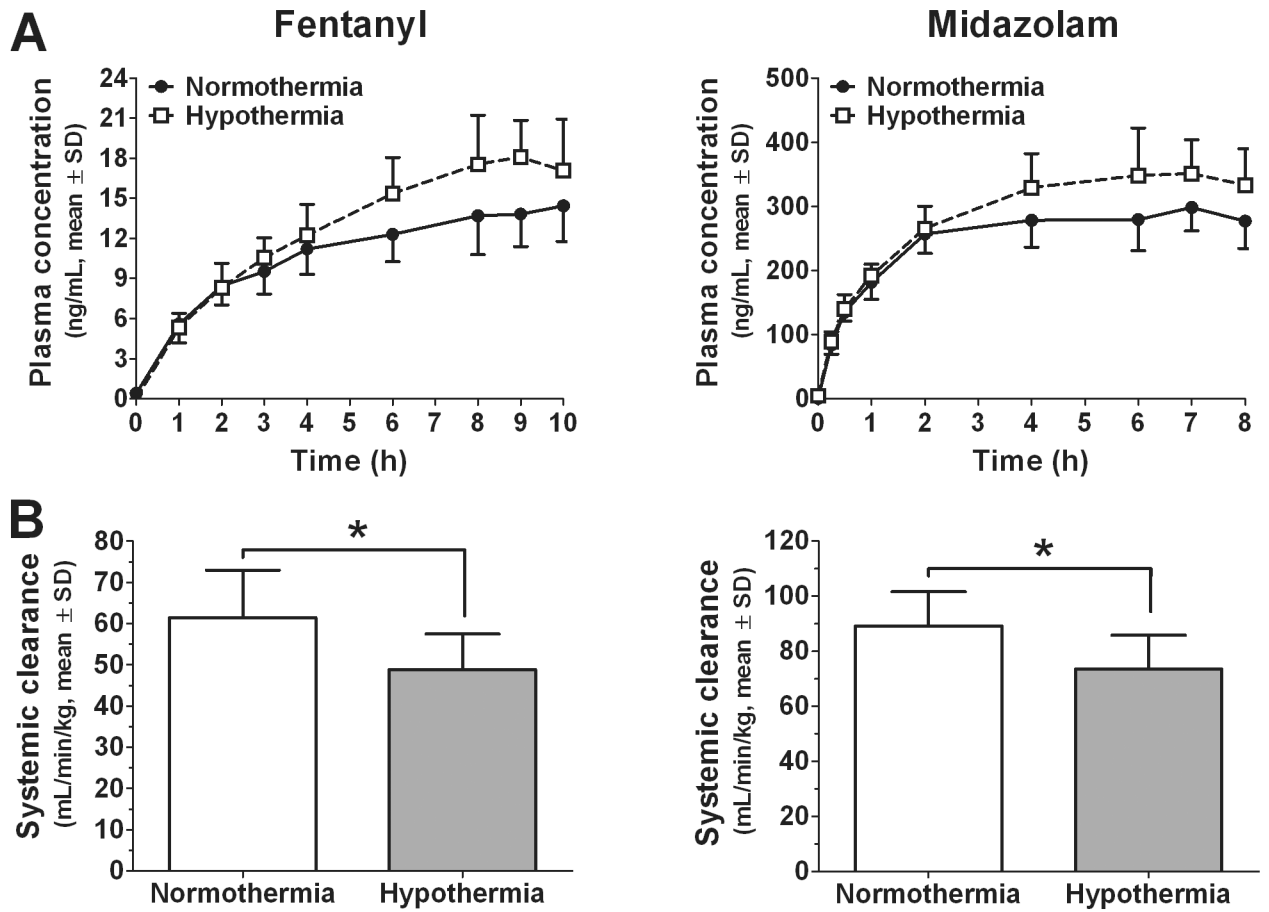 A
Fentanyl
Plasma concentration
(ng/mL, mean ± SD)
24
21
18
15
12
9
6
3
0
Normothermia
Hypothermia
0 1 2 3 4 5 6 7 8 9 10
Time (h)
Midazolam
Plasma concentration
(ng/mL, mean ± SD)
500
400
300
200
100
0
Normothermia
Hypothermia
0 1 2 3 4 5 6 7 8
Time (h)
B
Systemic clearance
(mL/min/kg, mean ± SD)
80
70
60
50
40
30
20
10
0
*
Normothermia Hypothermia
Systemic clearance
(mL/min/kg, mean ± SD)
120
100
80
60
40
20
0
*
Normothermia Hypothermia